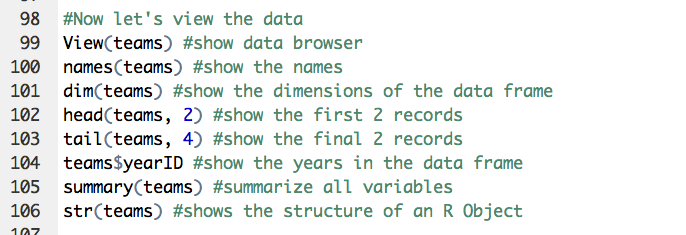 98 #Now let's view the data
99 View(teams) #show data browser
100 names(teams) #show the names
101 dim(teams) #show the dimensions of the data frame
102 head(teams, 2) #show the first 2 records
103 tail(teams, 4) #show the final 2 records
104 teams$yearID #show the years in the data frame
105 summary(teams) #summarize all variables
106 str(teams) #shows the structure of an R Object